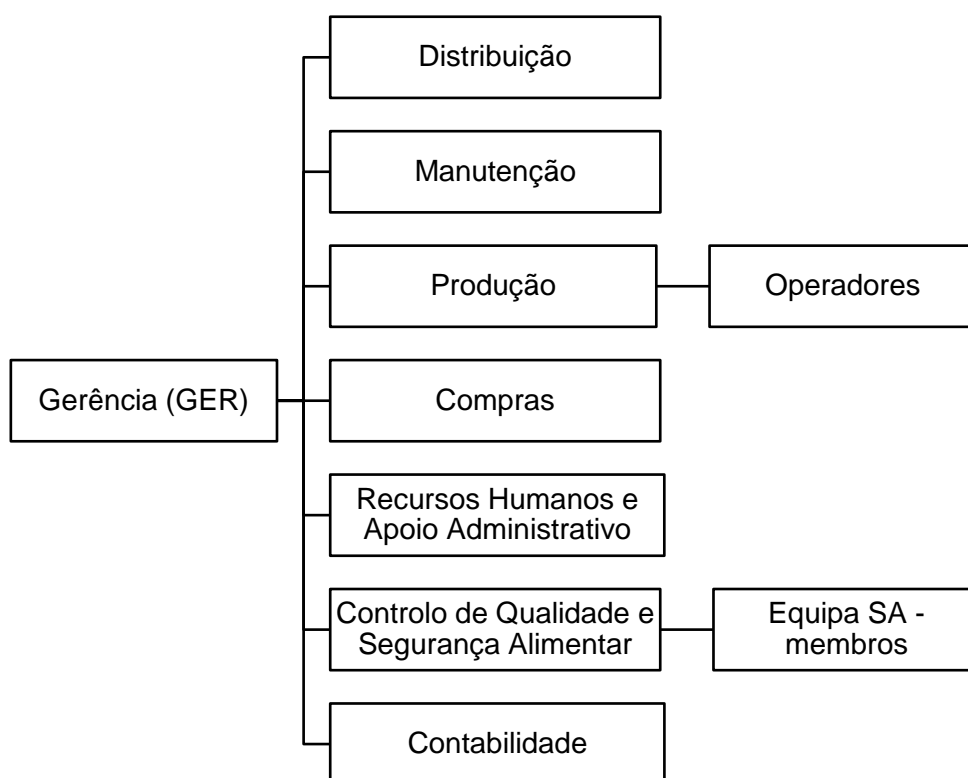 Distribuição
Manutenção
Produção
Operadores
Gerência (GER)
Compras
Recursos Humanos e
Apoio Administrativo
Controlo de Qualidade e
Segurança Alimentar
Equipa SA -
membros
Contabilidade